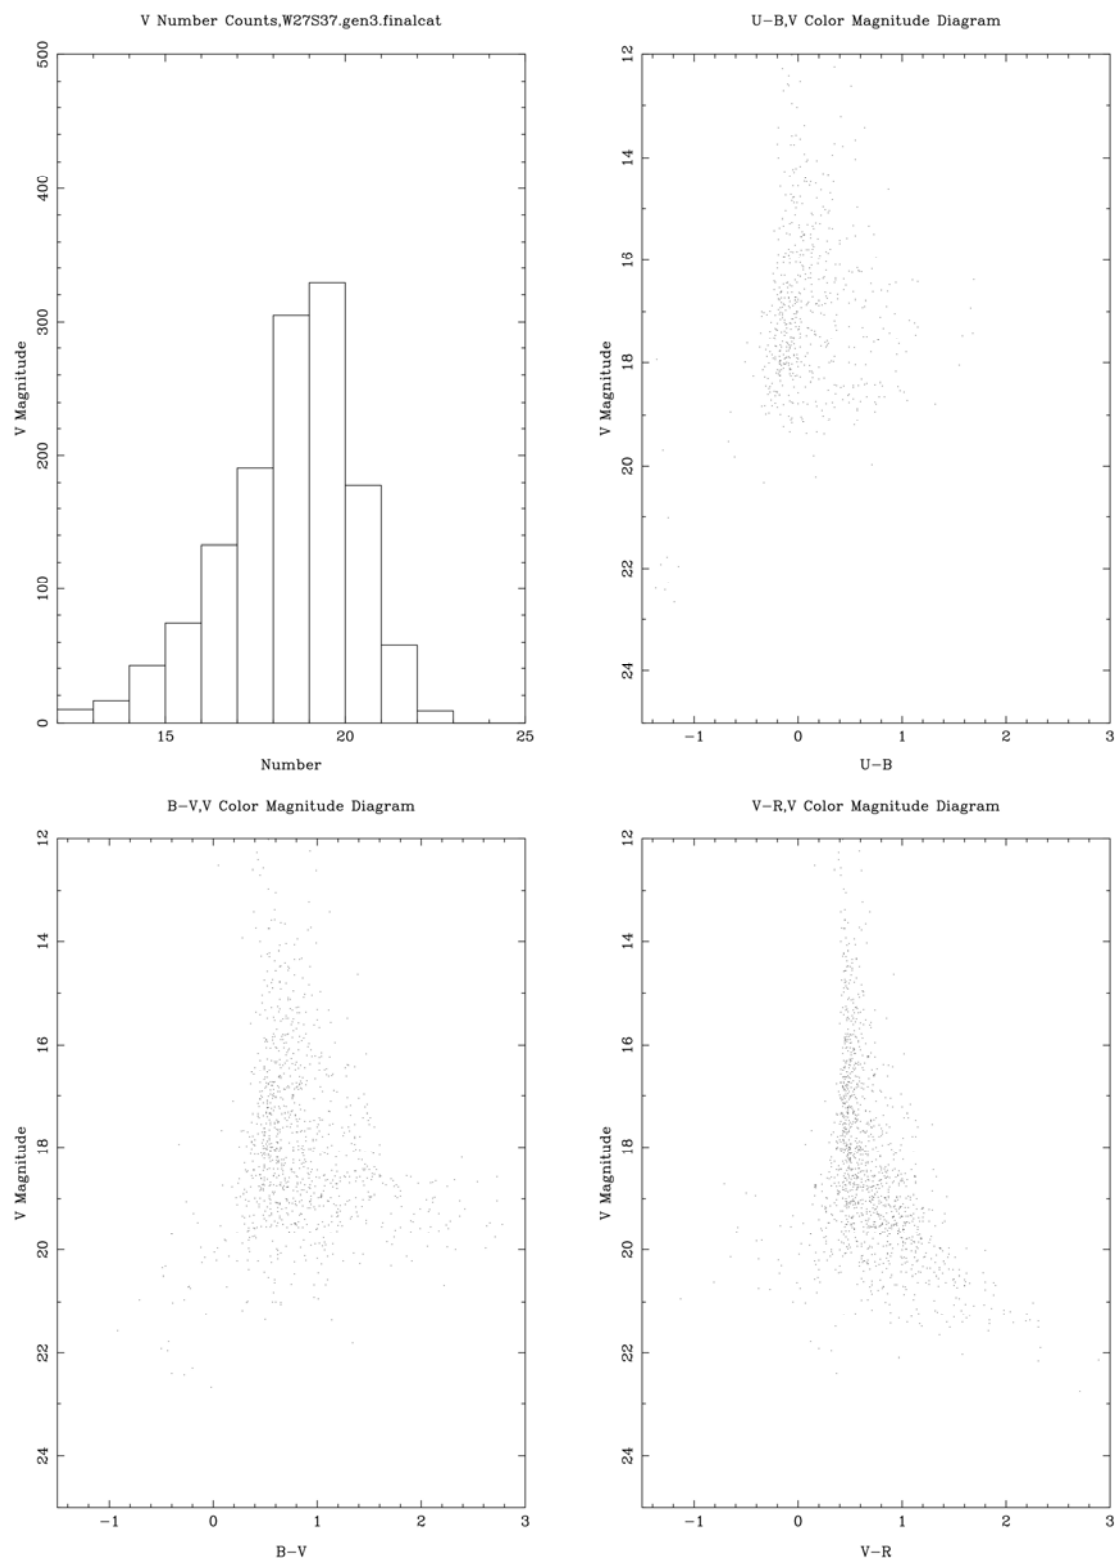 V Number Counts,W27S37.gen3.finalcat
500
400
300
200
100
0
V Magnitude
15 20 25
Number
U-B,V Color Magnitude Diagram
12
14
16
18
20
22
24
V Magnitude
-1 0 1 2 3
U-B
B-V,V Color Magnitude Diagram
12
14
16
18
20
22
24
V Magnitude
-1 0 1 2 3
B-V
V-R,V Color Magnitude Diagram
12
14
16
18
20
22
24
V Magnitude
-1 0 1 2 3
V-R